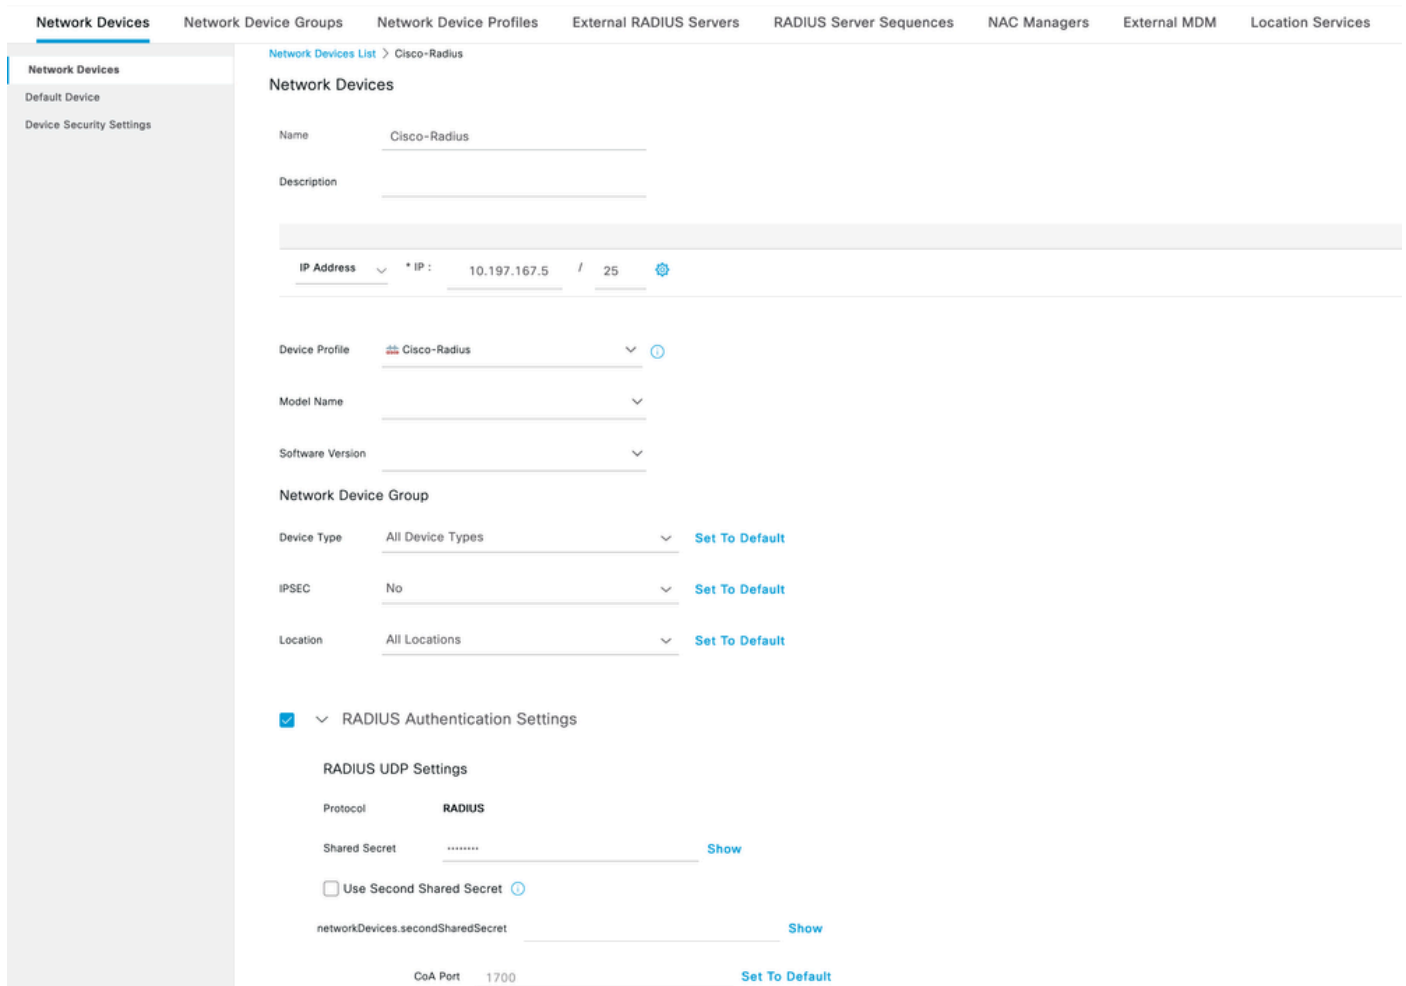 Network Devices Network Device Groups Network Device Profiles External RADIUS Servers RADIUS Server Sequences NAC Managers External MDM Location Services
Network Devices
Default Device
Device Security Settings
Network Devices List > Cisco-Radius
Network Devices
Name Cisco-Radius
Description
IP Address * IP : 10.197.167.5 / 25
Device Profile Cisco-Radius
Model Name
Software Version
Network Device Group
Device Type All Device Types Set To Default
IPSEC No Set To Default
Location All Locations Set To Default
RADIUS Authentication Settings
RADIUS UDP Settings
Protocol RADIUS
Shared Secret ........ Show
Use Second Shared Secret
networkDevices.secondSharedSecret Show
CoA Port 1700 Set To Default